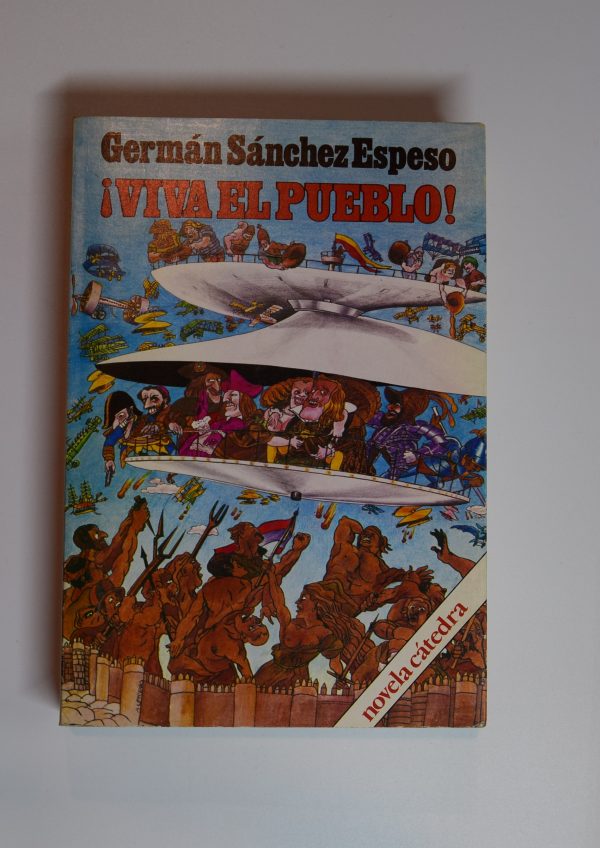 Germán Sánchez Espeso
¡VIVA EL PUEBLO!
novela cátedra